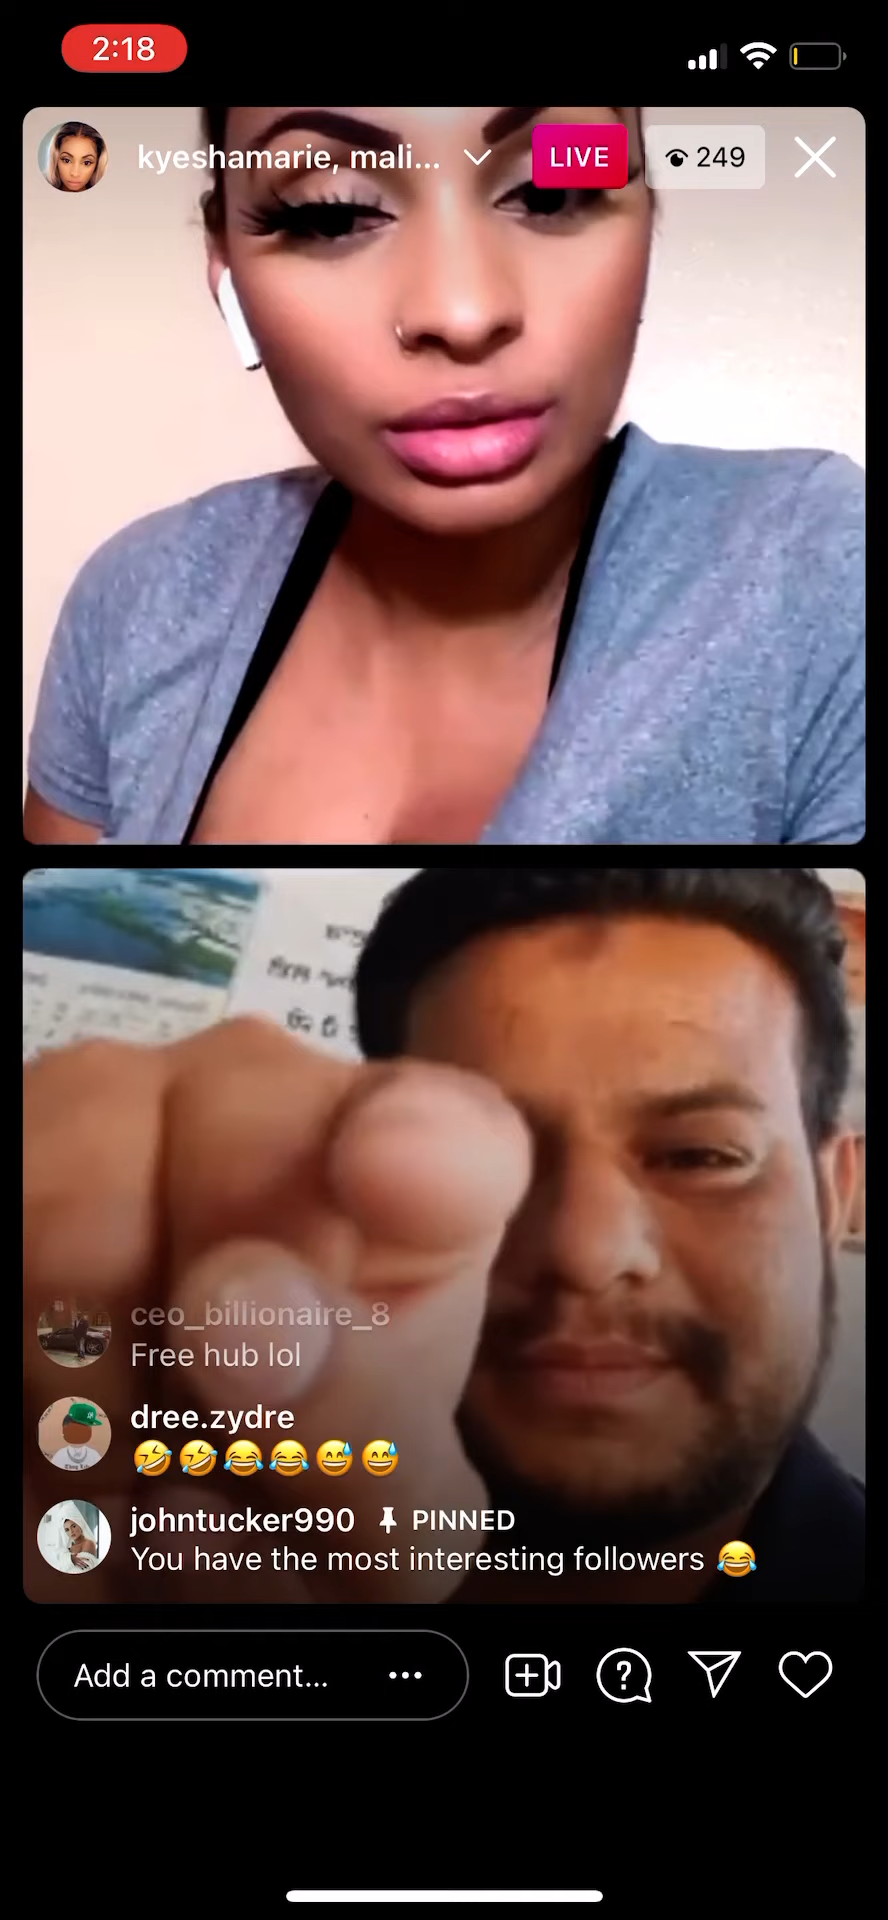 2:18
kyeshamarie, mali...
LIVE
249
ceo_billionaire_8
Free hub lol
dree.zydre
🤣🤣😂😂😅😅
johntucker990 PINNED
You have the most interesting followers 😂
Add a comment...